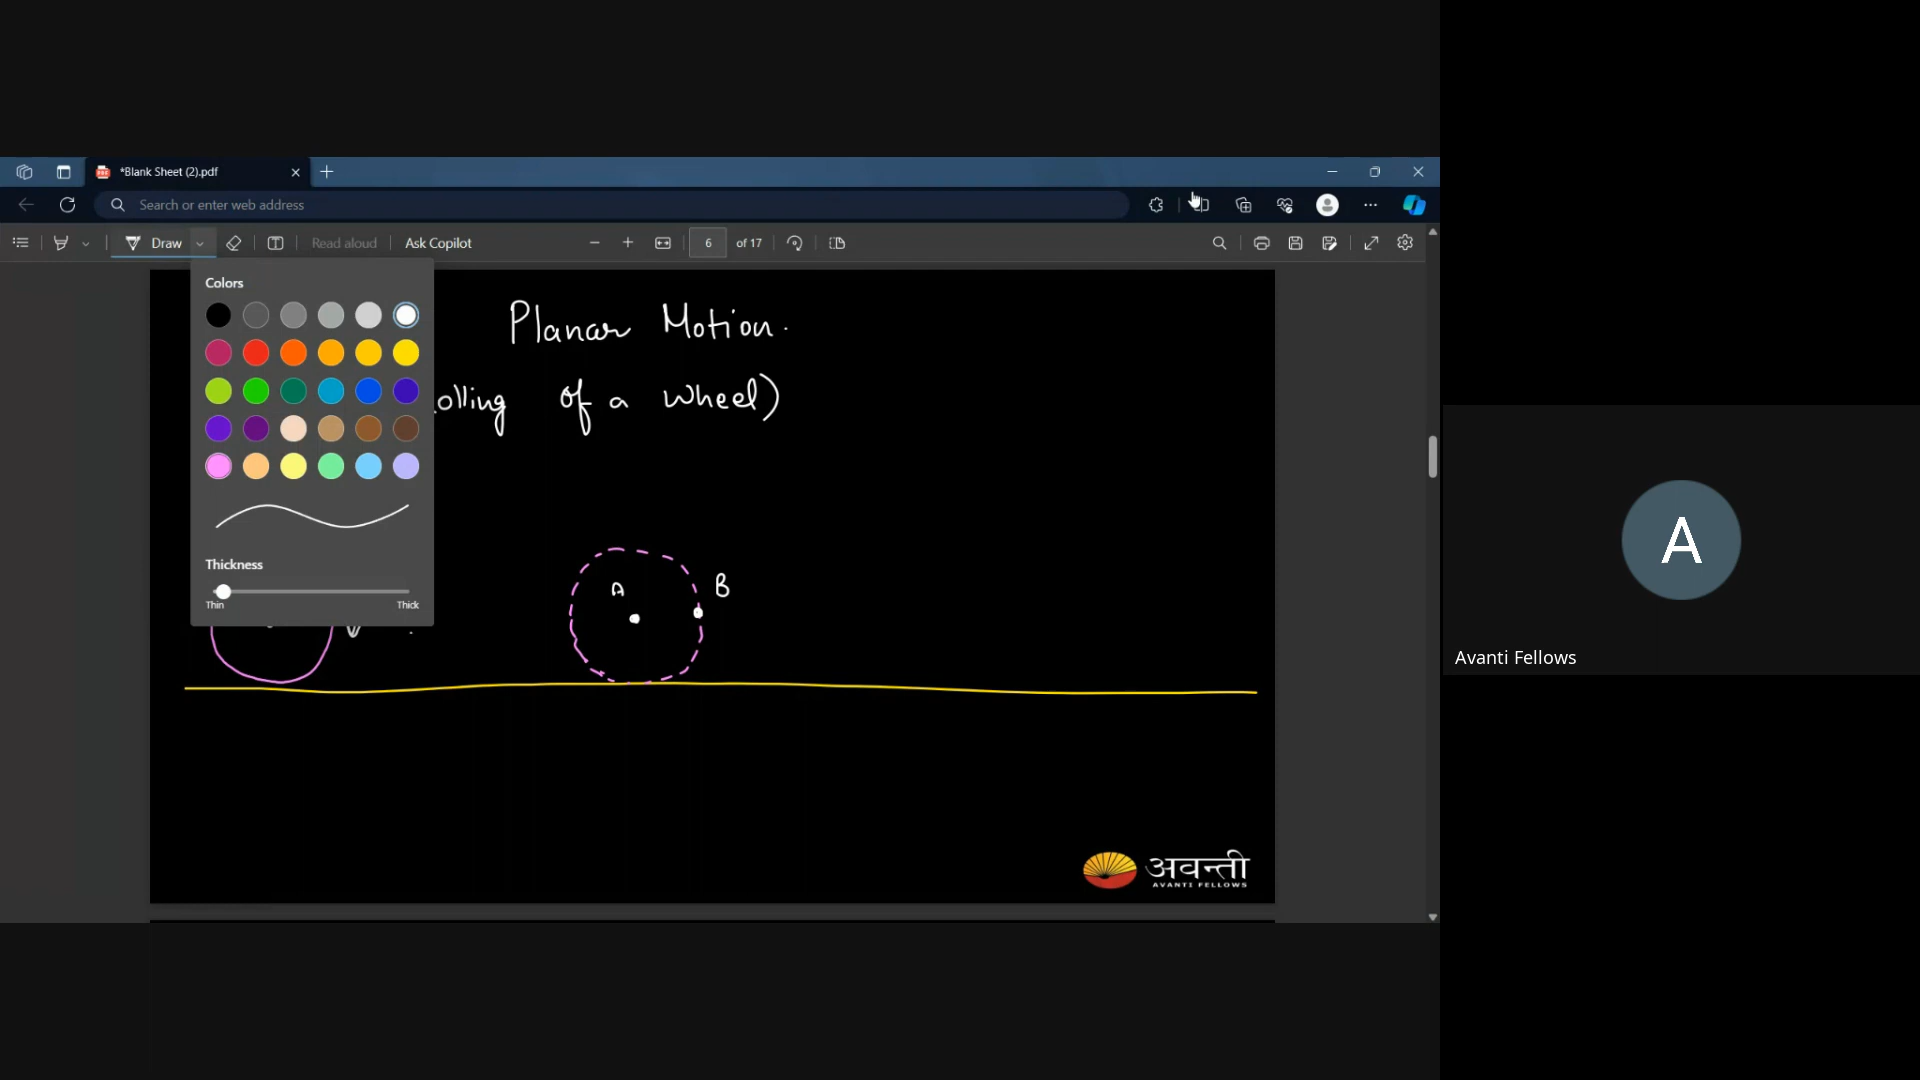 *Blank Sheet (2).pdf
Search or enter web address
Draw
Read aloud
Ask Copilot
6 of 17
Colors
Thickness
Thin Thick
Planar Motion.
olling of a wheel)
A
B
अवन्ती
AVANTI FELLOWS
A
Avanti Fellows